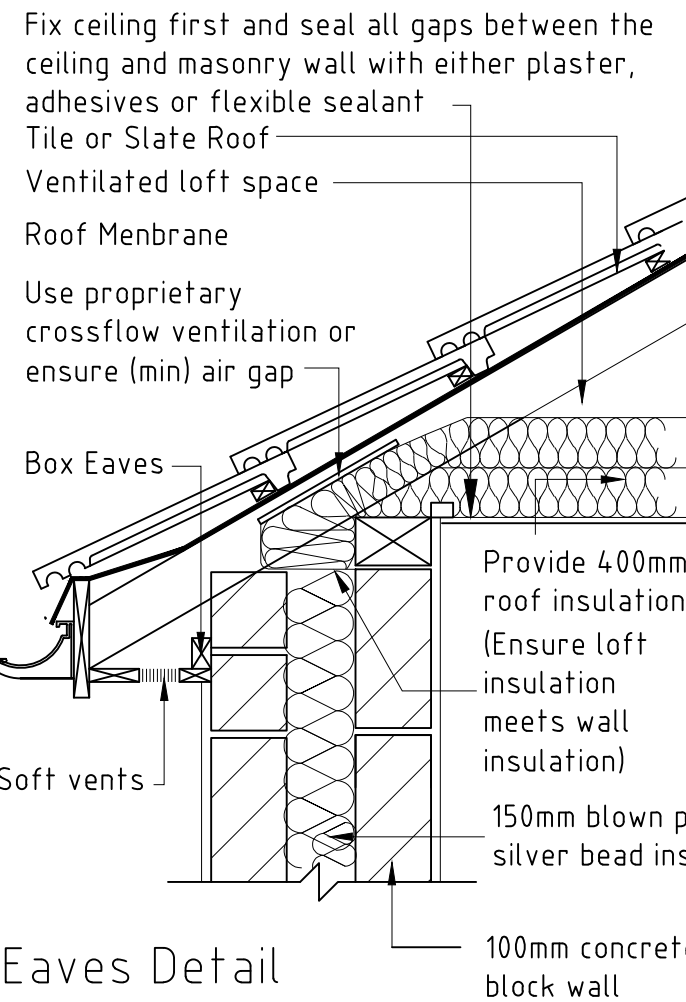 Fix ceiling first and seal all gaps between the
ceiling and masonry wall with either plaster,
adhesives or flexible sealant
Tile or Slate Roof
Ventilated loft space
Roof Menbrane
Use proprietary
crossflow ventilation or
ensure (min) air gap
Box Eaves
Provide 400mm
roof insulation
(Ensure loft
insulation
meets wall
insulation)
Soft vents
150mm blown p
silver bead ins
100mm concrete
block wall
Eaves Detail